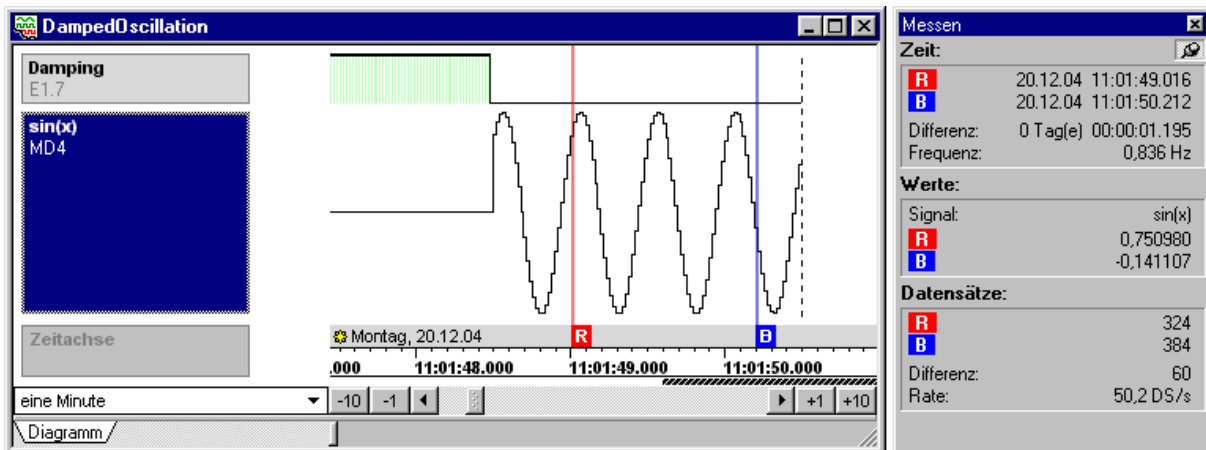 DampedOscillation
Damping
E1.7
sin(x)
MD4
Zeitachse
Montag, 20.12.04
R B
.000 11:01:48.000 11:01:49.000 11:01:50.000
eine Minute
-10 -1 +1 +10
Diagramm
Messen
Zeit:
R 20.12.04 11:01:49.016
B 20.12.04 11:01:50.212
Differenz: 0 Tag(e) 00:00:01.195
Frequenz: 0,836 Hz
Werte:
Signal: sin(x)
R 0,750980
B -0,141107
Datensätze:
R 324
B 384
Differenz: 60
Rate: 50,2 DS/s